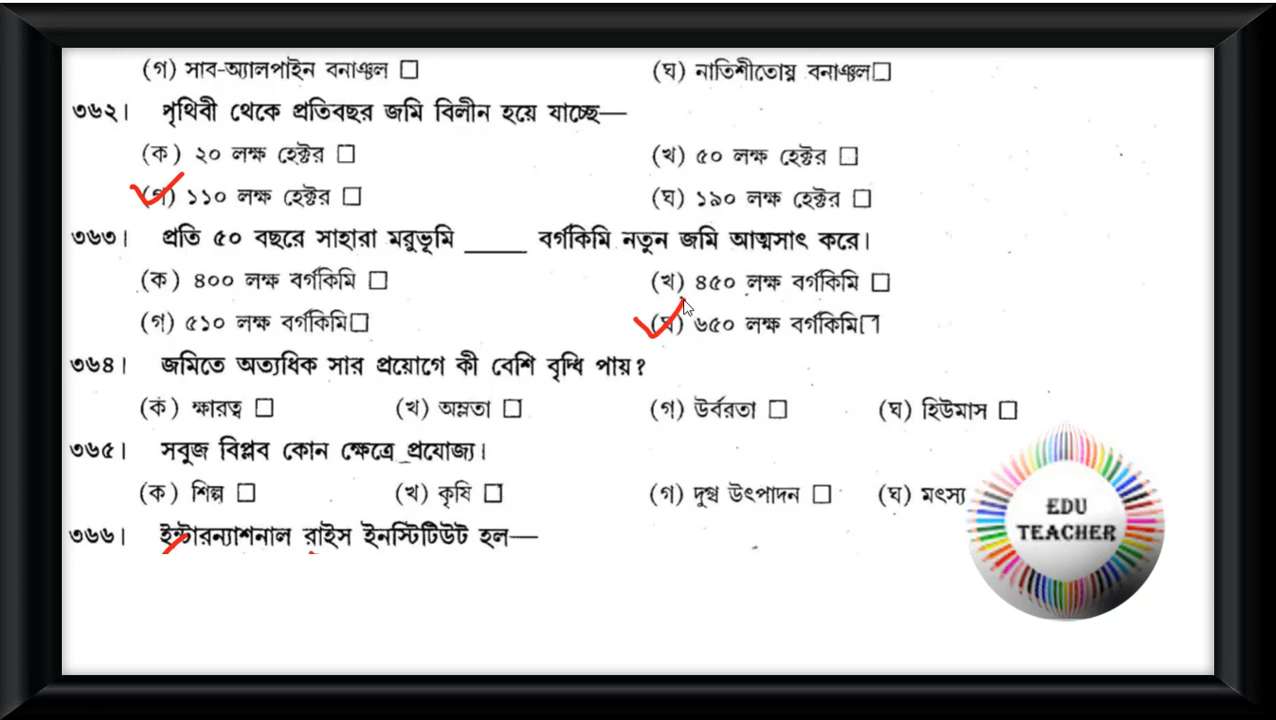 (গ) সাব-অ্যালপাইন বনাঞ্চল (ঘ) নাতিশীতোষ্ণ বনাঞ্চল
৩৬২। পৃথিবী থেকে প্রতিবছর জমি বিলীন হয়ে যাচ্ছে—
(ক) ২০ লক্ষ হেক্টর (খ) ৫০ লক্ষ হেক্টর
(গ) ১১০ লক্ষ হেক্টর (ঘ) ১৯০ লক্ষ হেক্টর
৩৬৩। প্রতি ৫০ বছরে সাহারা মরুভূমি ____ বর্গকিমি নতুন জমি আত্মসাৎ করে।
(ক) ৪০০ লক্ষ বর্গকিমি (খ) ৪৫০ লক্ষ বর্গকিমি
(গ) ৫১০ লক্ষ বর্গকিমি (ঘ) ৬৫০ লক্ষ বর্গকিমি
৩৬৪। জমিতে অত্যধিক সার প্রয়োগে কী বেশি বৃদ্ধি পায়?
(ক) ক্ষারত্ব (খ) অম্লতা (গ) উর্বরতা (ঘ) হিউমাস
৩৬৫। সবুজ বিপ্লব কোন ক্ষেত্রে প্রযোজ্য।
(ক) শিল্প (খ) কৃষি (গ) দুগ্ধ উৎপাদন (ঘ) মৎস্য
৩৬৬। ইন্টারন্যাশনাল রাইস ইনস্টিটিউট হল—
EDU
TEACHER